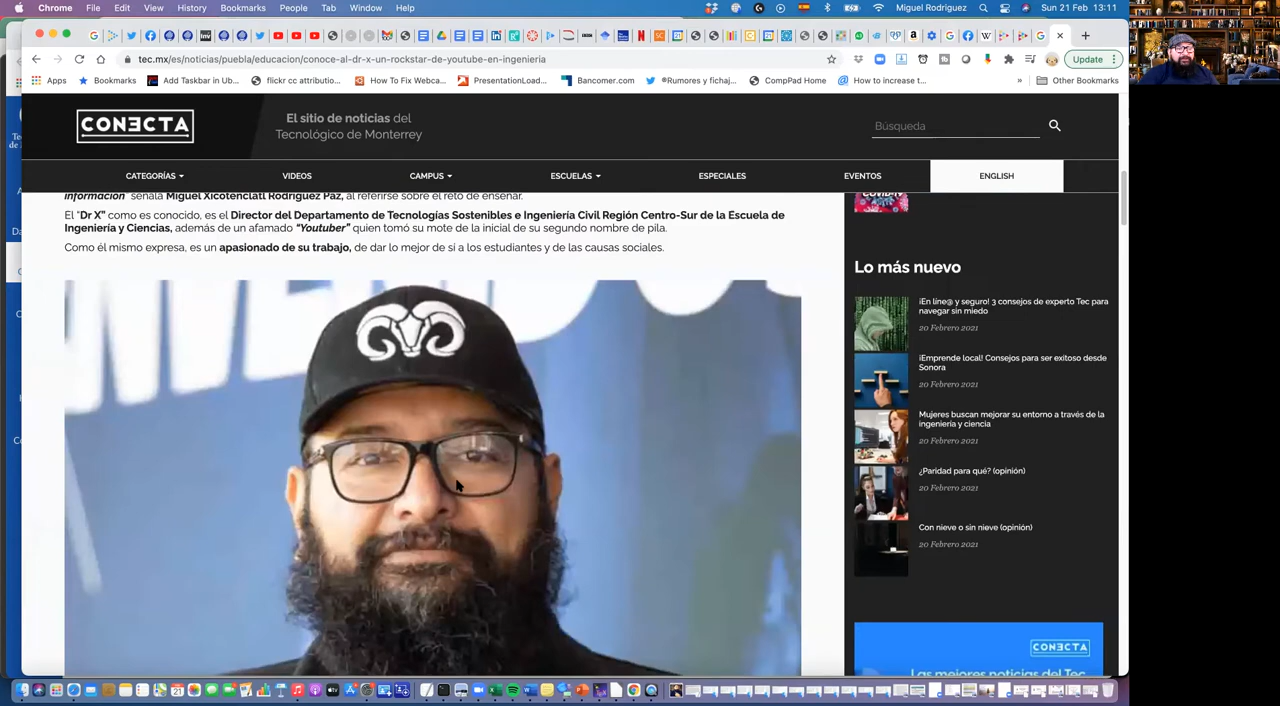 Chrome File Edit View History Bookmarks People Tab Window Help Miguel Rodriguez Sun 21 Feb 13:11
tec.mx/es/noticias/puebla/educacion/conoce-al-dr-x-un-rockstar-de-youtube-en-ingenieria
Update
Apps Bookmarks Add Taskbar in Ub... flickr cc attributio... How To Fix Webca... PresentationLoad... Bancomer.com ®Rumores y fichaj... CompPad Home How to increase t... » Other Bookmarks
CONECTA
El sitio de noticias del
Tecnológico de Monterrey
Búsqueda
CATEGORÍAS VIDEOS CAMPUS ESCUELAS ESPECIALES EVENTOS ENGLISH
información" señala Miguel Xicoténcatl Rodríguez Paz, al referirse sobre el reto de enseñar.
El "Dr X" como es conocido, es el Director del Departamento de Tecnologías Sostenibles e Ingeniería Civil Región Centro-Sur de la Escuela de
Ingeniería y Ciencias, además de un afamado "Youtuber" quien tomó su mote de la inicial de su segundo nombre de pila.
Como él mismo expresa, es un apasionado de su trabajo, de dar lo mejor de sí a los estudiantes y de las causas sociales.
Lo más nuevo
¡En líne@ y seguro! 3 consejos de experto Tec para
navegar sin miedo
20 Febrero 2021
¡Emprende local! Consejos para ser exitoso desde
Sonora
20 Febrero 2021
Mujeres buscan mejorar su entorno a través de la
ingeniería y ciencia
20 Febrero 2021
¿Paridad para qué? (opinión)
20 Febrero 2021
Con nieve o sin nieve (opinión)
20 Febrero 2021
CONECTA
Las mejores noticias del Tec